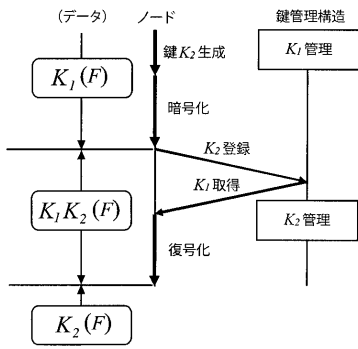 (データ)
ノード
鍵管理構造
鍵K₂生成
K₁管理
K₁(F)
暗号化
K₂登録
K₁取得
K₁K₂(F)
K₂管理
復号化
K₂(F)